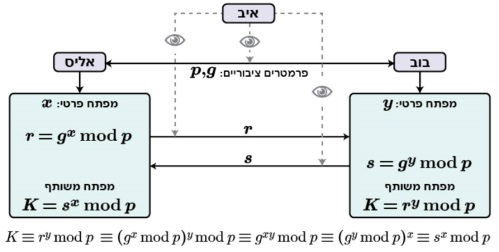 איב
אליס
בוב
פרמטרים ציבוריים: p,g
מפתח פרטי: x
r = g^x mod p
מפתח משותף
K = s^x mod p
r
s
מפתח פרטי: y
s = g^y mod p
מפתח משותף
K = r^y mod p
K ≡ r^y mod p ≡ (g^x mod p)^y mod p ≡ g^xy mod p ≡ (g^y mod p)^x ≡ s^x mod p